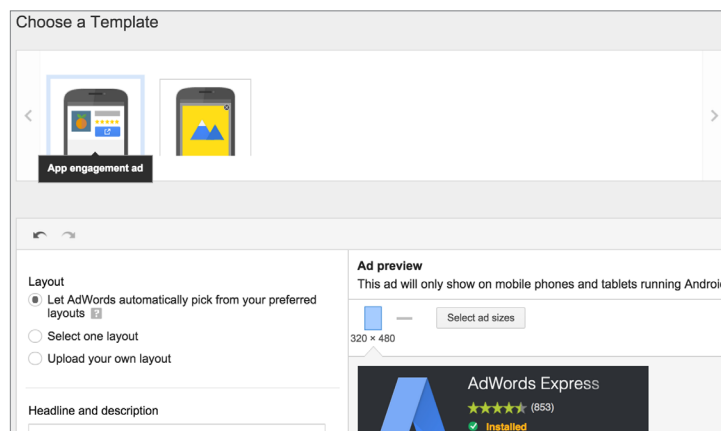 Choose a Template
App engagement ad
Layout
Let AdWords automatically pick from your preferred
layouts ?
Select one layout
Upload your own layout
Headline and description
Ad preview
This ad will only show on mobile phones and tablets running Androi
Select ad sizes
320 × 480
AdWords Express
(853)
Installed